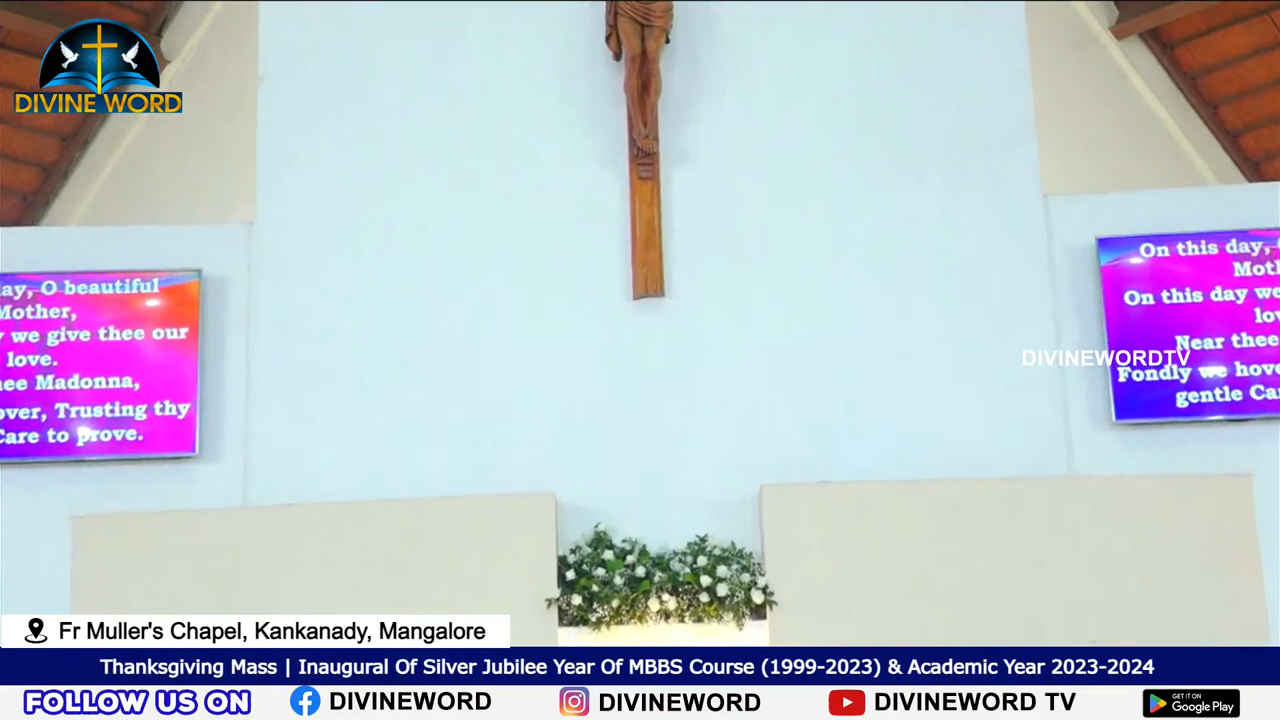 DIVINE WORD
ay, O beautiful
Mother,
we give thee our
love.
ee Madonna,
over, Trusting thy
Care to prove.
On this day,
Moth
On this day we
lov
Near thee
Fondly we hov
gentle Ca
DIVINEWORDTV
Fr Muller's Chapel, Kankanady, Mangalore
Thanksgiving Mass | Inaugural Of Silver Jubilee Year Of MBBS Course (1999-2023) & Academic Year 2023-2024
FOLLOW US ON DIVINEWORD DIVINEWORD DIVINEWORD TV GET IT ON Google Play